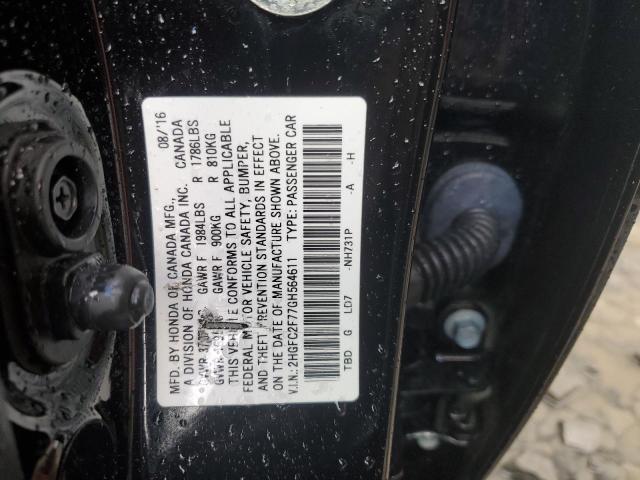 MFD. BY HONDA OF CANADA MFG., 08/'16
A DIVISION OF HONDA CANADA INC. CANADA
GAWR F 1984LBS R 1786LBS
GAWR F 900KG R 810KG
THIS CONFORMS TO ALL APPLICABLE
FEDERAL VEHICLE SAFETY, BUMPER,
AND THEFT PREVENTION STANDARDS IN EFFECT
ON THE DATE OF MANUFACTURE SHOWN ABOVE.
V.I.N.: 2HGFC2F77GH564611 TYPE: PASSENGER CAR
TBD G LD7 -NH731P -A -H